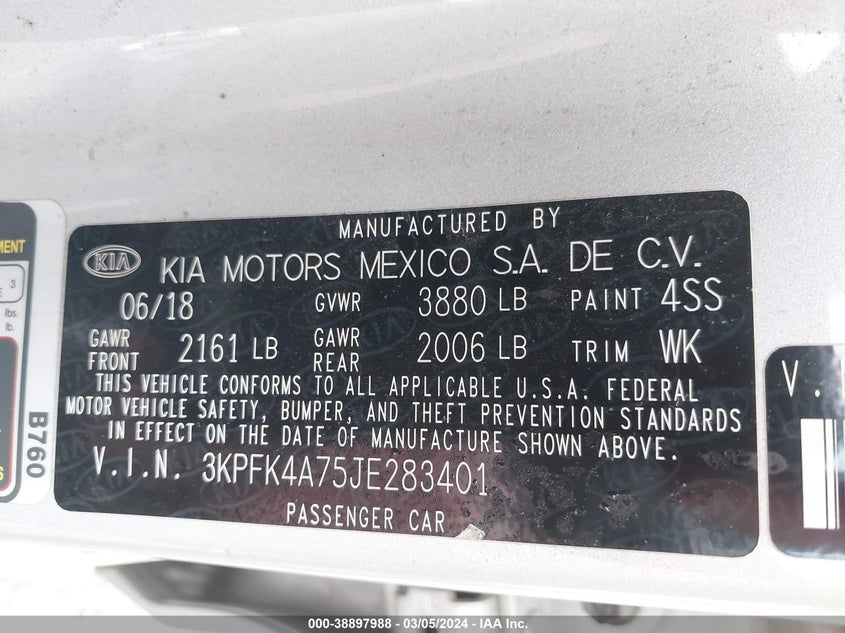 MANUFACTURED BY
KIA
KIA MOTORS MEXICO S.A. DE C.V.
06/18 GVWR 3880 LB PAINT 4SS
GAWR FRONT 2161 LB GAWR REAR 2006 LB TRIM WK
THIS VEHICLE CONFORMS TO ALL APPLICABLE U.S.A. FEDERAL
MOTOR VEHICLE SAFETY, BUMPER, AND THEFT PREVENTION STANDARDS
IN EFFECT ON THE DATE OF MANUFACTURE SHOWN ABOVE.
V.I.N. 3KPFK4A75JE283401
PASSENGER CAR
MENT
3
E
s.
lb.
B760
S
V.
000-38897988 | 03/05/2024 | © IAA, Inc.